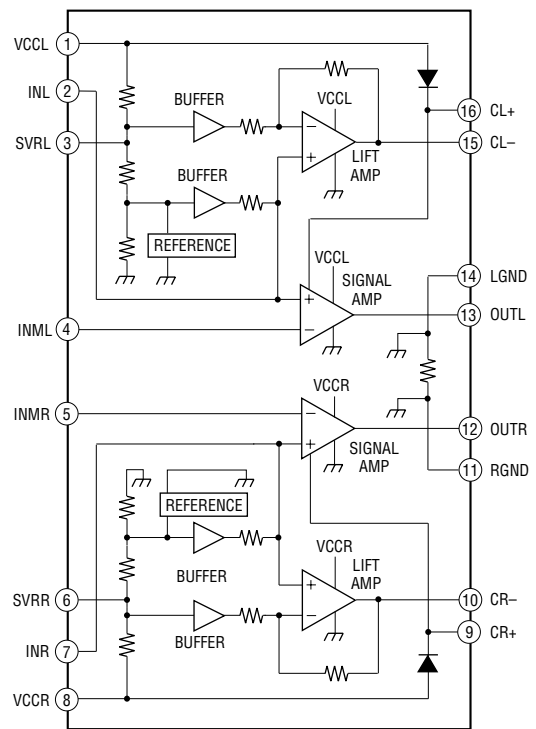 VCCL 1
INL 2
BUFFER
VCCL
16 CL+
SVRL 3
15 CL–
LIFT
AMP
BUFFER
REFERENCE
VCCL
14 LGND
SIGNAL
AMP
13 OUTL
INML 4
VCCR
INMR 5
12 OUTR
SIGNAL
AMP
11 RGND
REFERENCE
VCCR
LIFT
AMP
BUFFER
SVRR 6
10 CR–
9 CR+
BUFFER
INR 7
VCCR 8